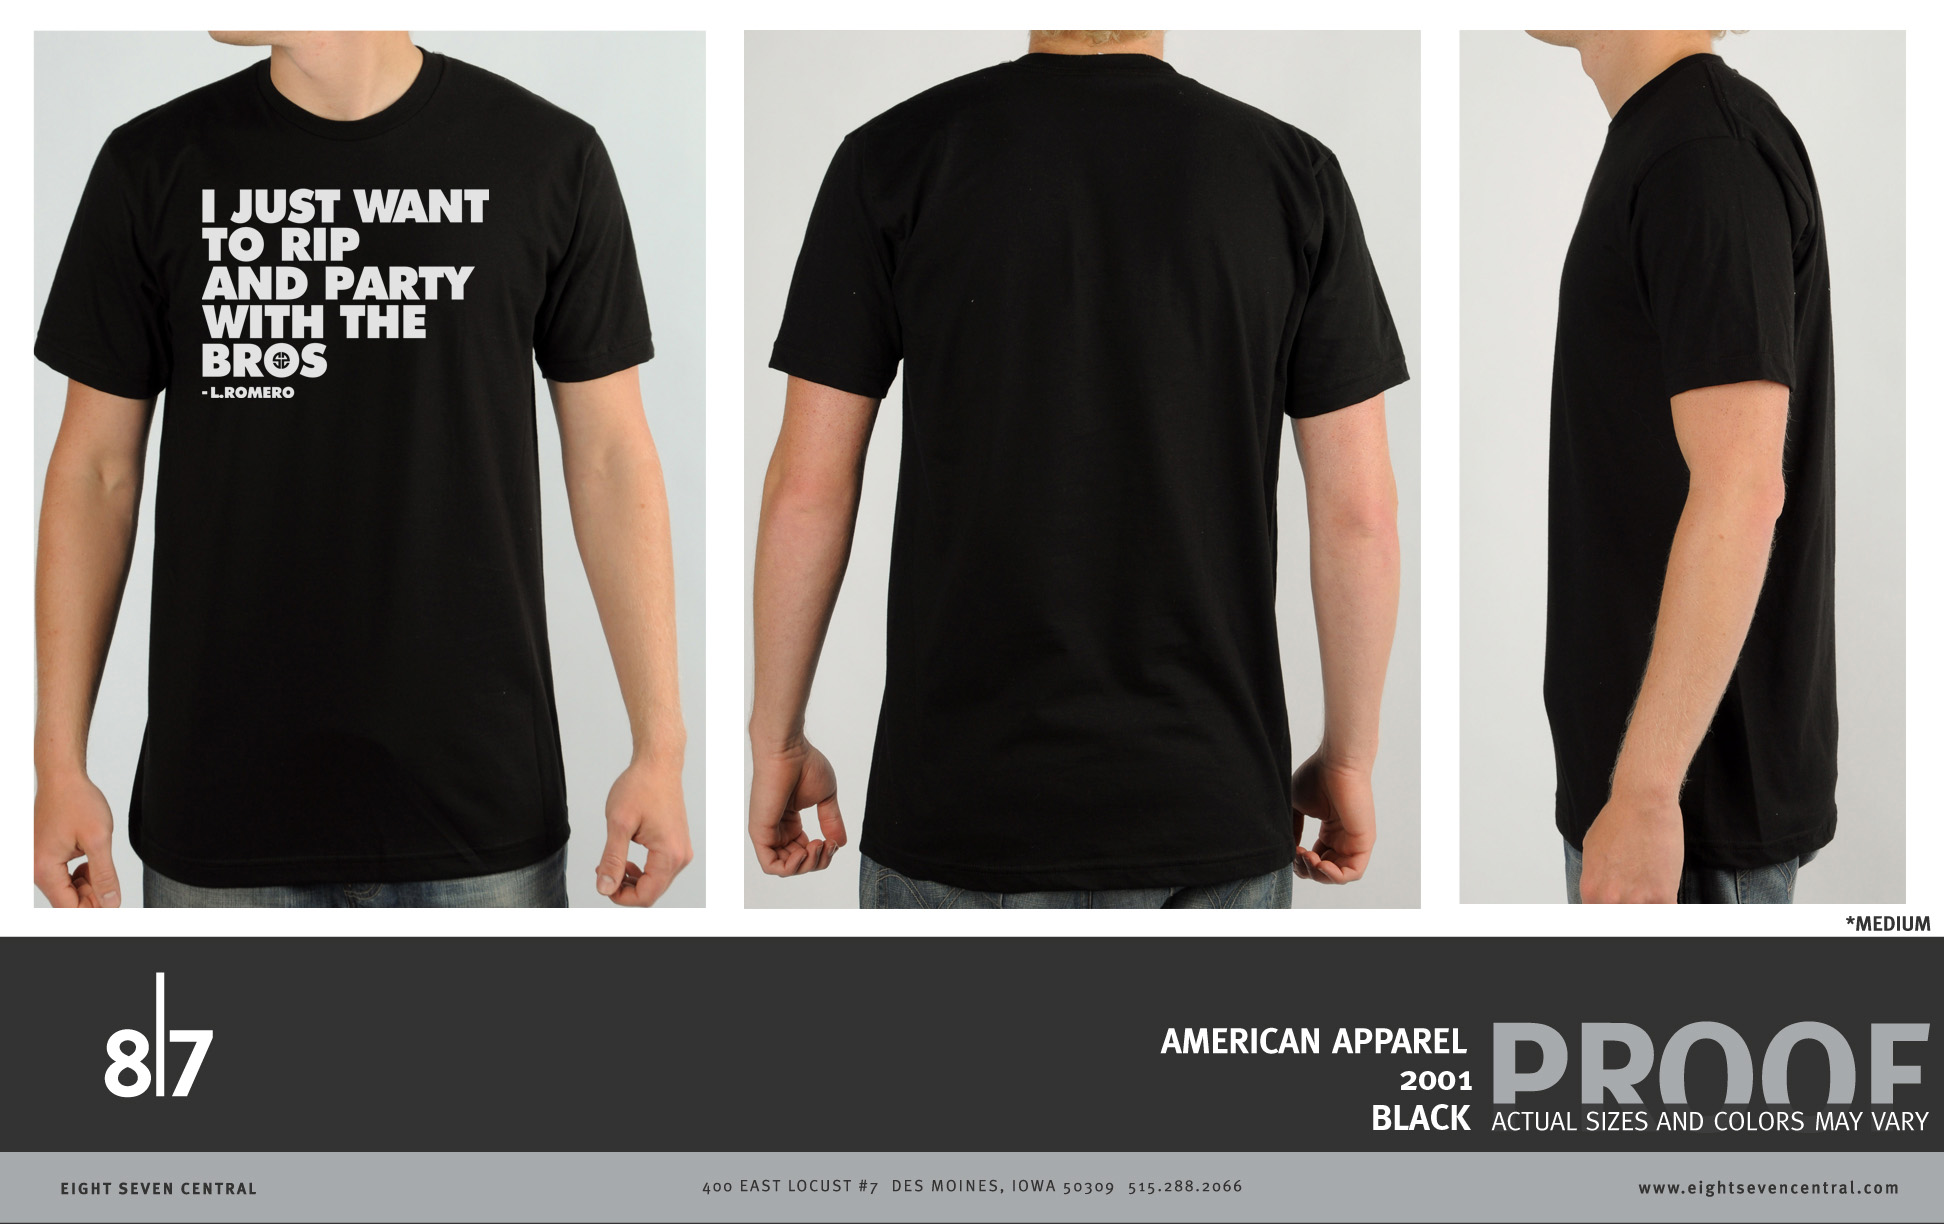 I JUST WANT
TO RIP
AND PARTY
WITH THE
BROS
- L.ROMERO
*MEDIUM
8|7
AMERICAN APPAREL
2001
BLACK
PROOF
ACTUAL SIZES AND COLORS MAY VARY
EIGHT SEVEN CENTRAL
400 EAST LOCUST #7 DES MOINES, IOWA 50309 515.288.2066
www.eightsevencentral.com